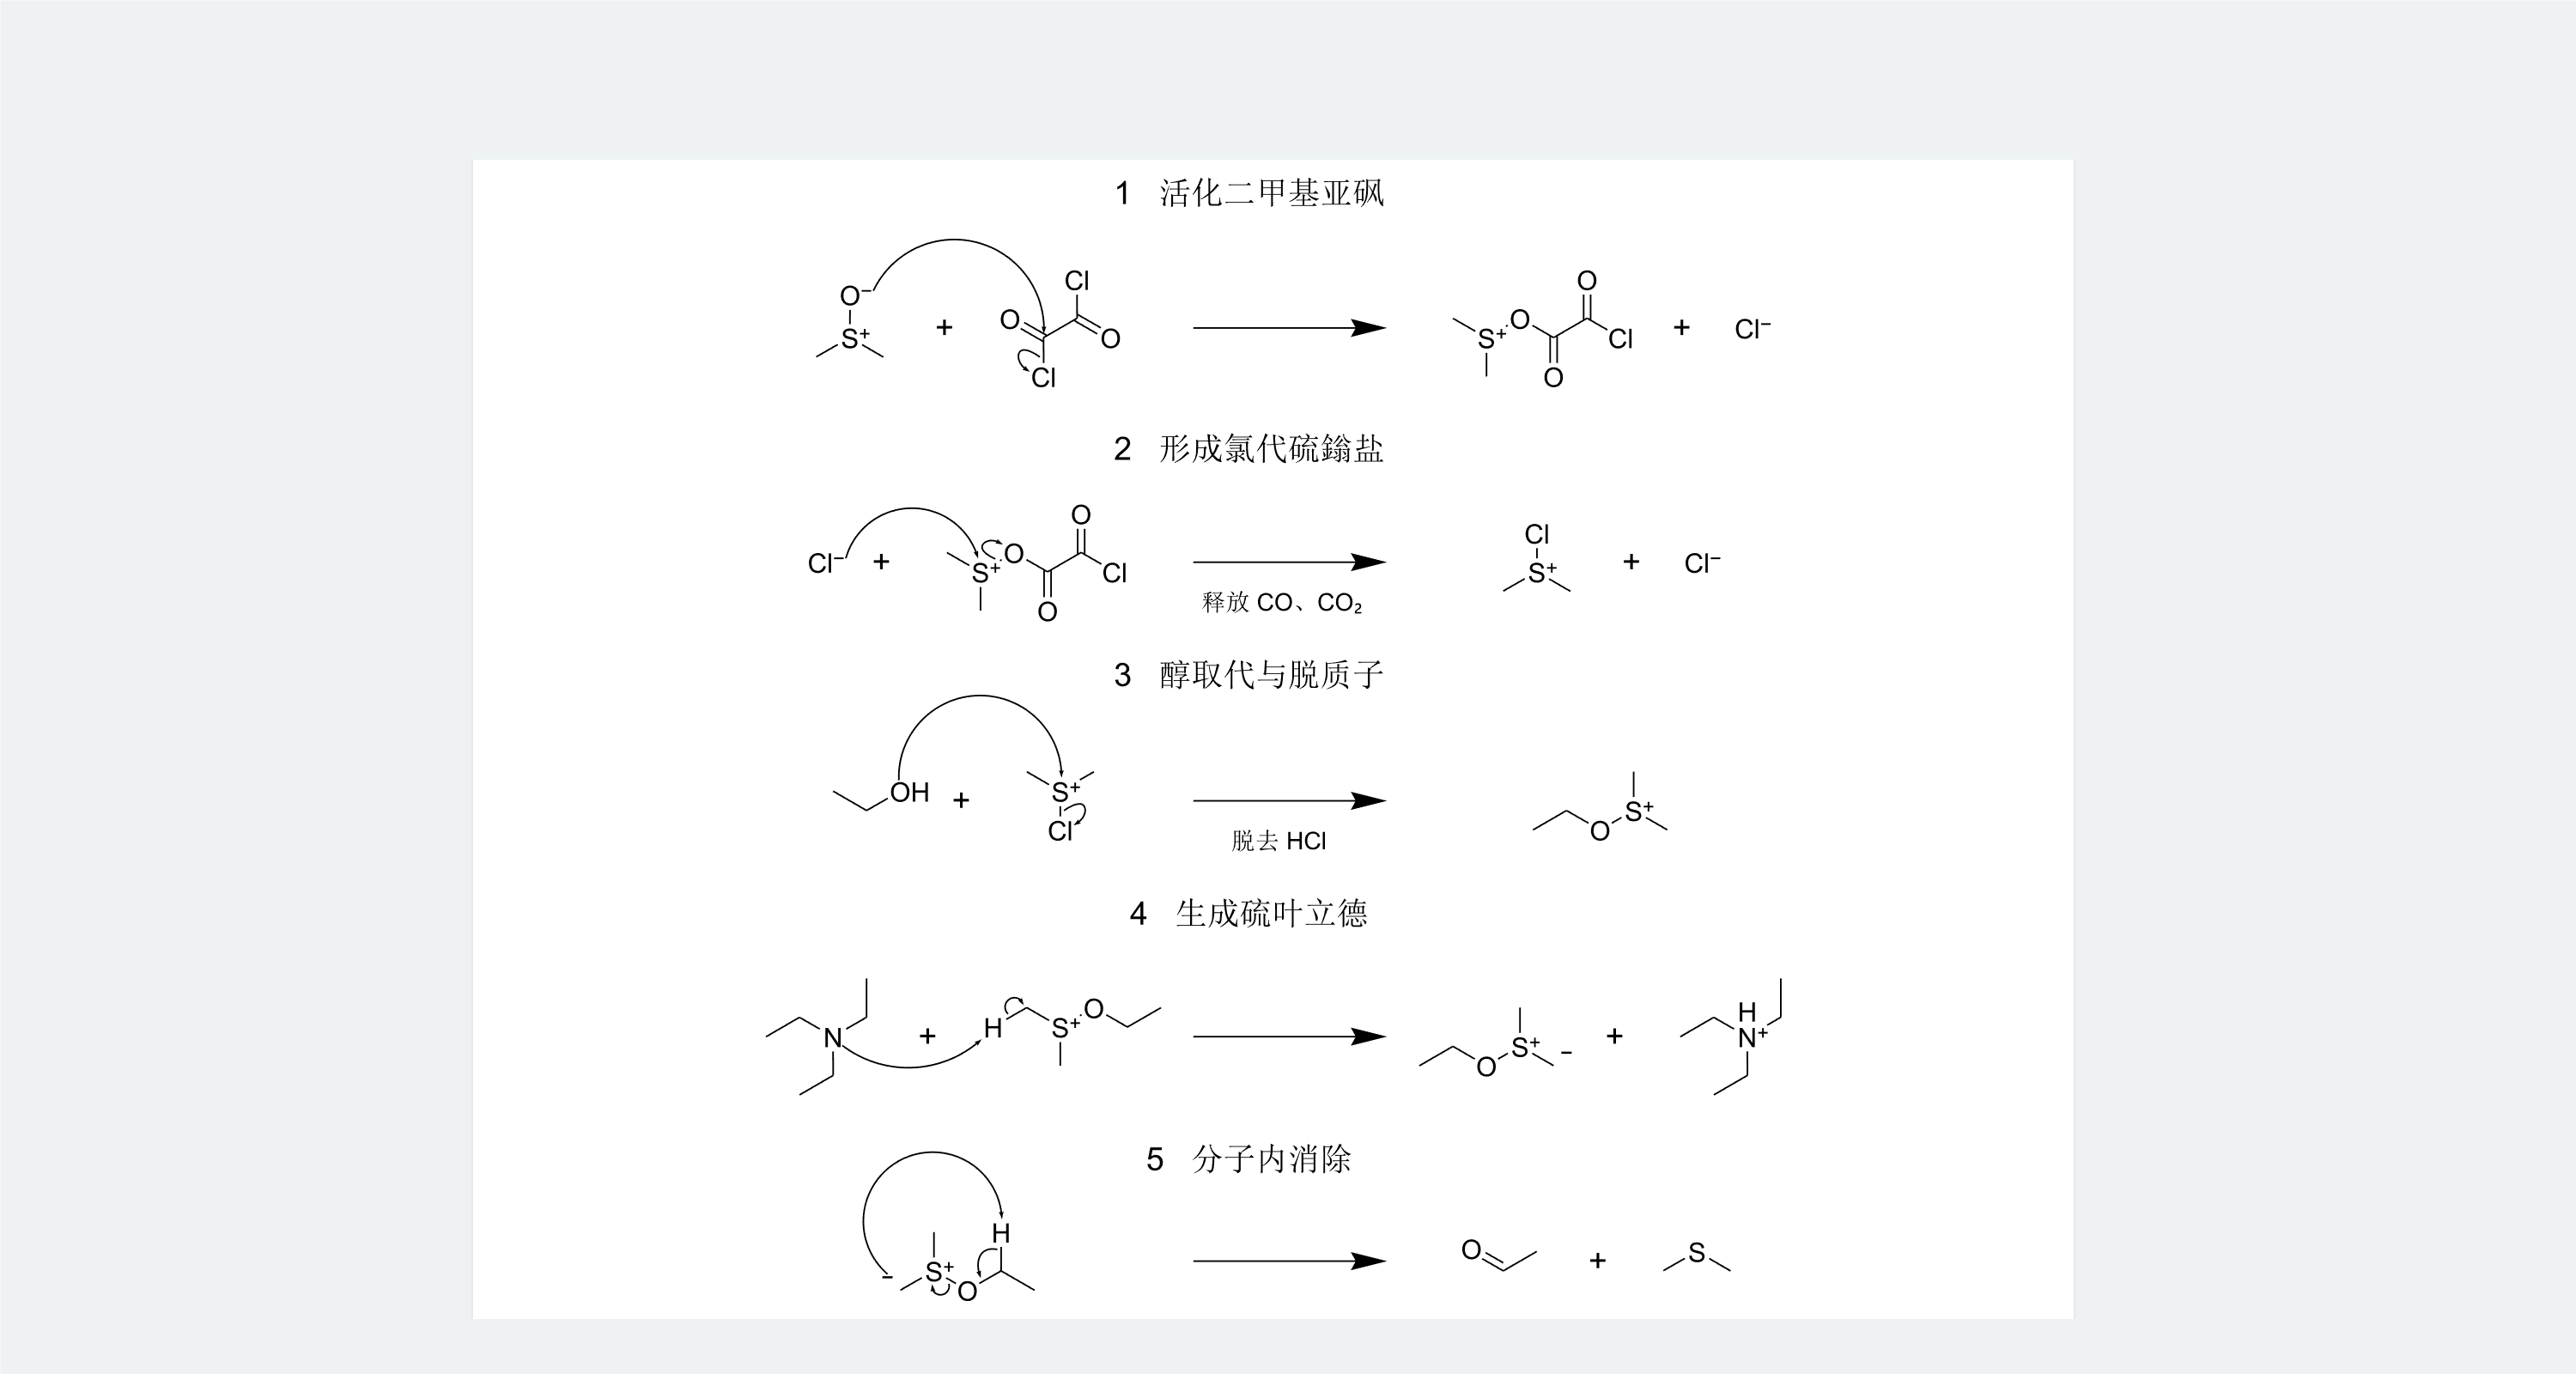 1 活化二甲基亚砜
O⁻ Cl O
S⁺ + O O → S⁺ O Cl + Cl⁻
Cl O
2 形成氯代硫鎓盐
O Cl
Cl⁻ + S⁺ O Cl → S⁺ + Cl⁻
O
释放 CO、CO₂
3 醇取代与脱质子
OH + S⁺ → O S⁺
Cl
脱去 HCl
4 生成硫叶立德
N + H S⁺ O → O S⁺ − + H N⁺
5 分子内消除
H
− S⁺ O → O + S